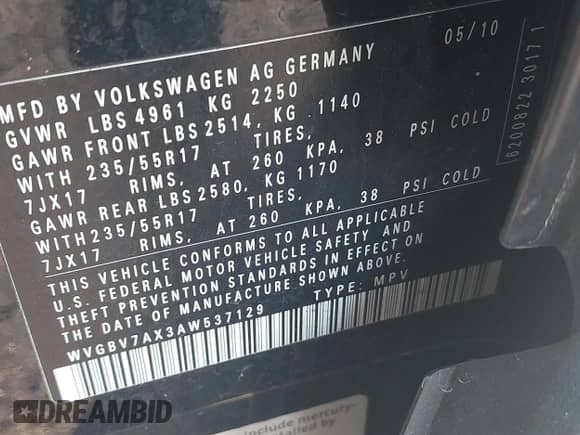 MFD BY VOLKSWAGEN AG GERMANY 05/10
GVWR LBS 4961 KG 2250
GAWR FRONT LBS 2514, KG 1140
WITH 235/55R17 TIRES,
7JX17 RIMS, AT 260 KPA, 38 PSI COLD
GAWR REAR LBS 2580, KG 1170
WITH 235/55R17 TIRES,
7JX17 RIMS, AT 260 KPA, 38 PSI COLD
THIS VEHICLE CONFORMS TO ALL APPLICABLE
U.S. FEDERAL MOTOR VEHICLE SAFETY AND
THEFT PREVENTION STANDARDS IN EFFECT ON
THE DATE OF MANUFACTURE SHOWN ABOVE.
WVGBV7AX3AW537129 TYPE: MPV
6200822 3017 1
include mercury-
DREAMBID